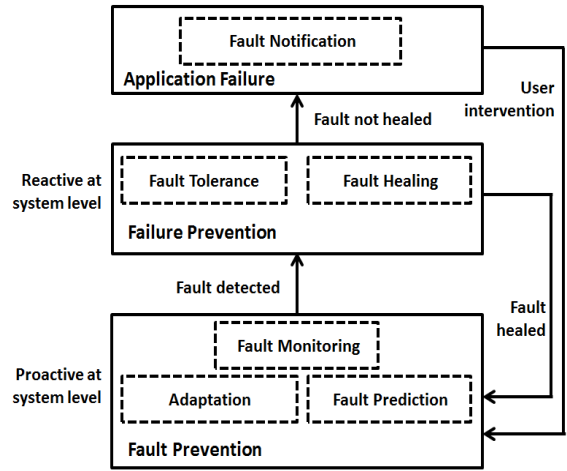 Fault Notification
Application Failure
User
intervention
Fault not healed
Reactive at
system level
Fault Tolerance
Fault Healing
Failure Prevention
Fault detected
Fault
healed
Fault Monitoring
Proactive at
system level
Adaptation
Fault Prediction
Fault Prevention